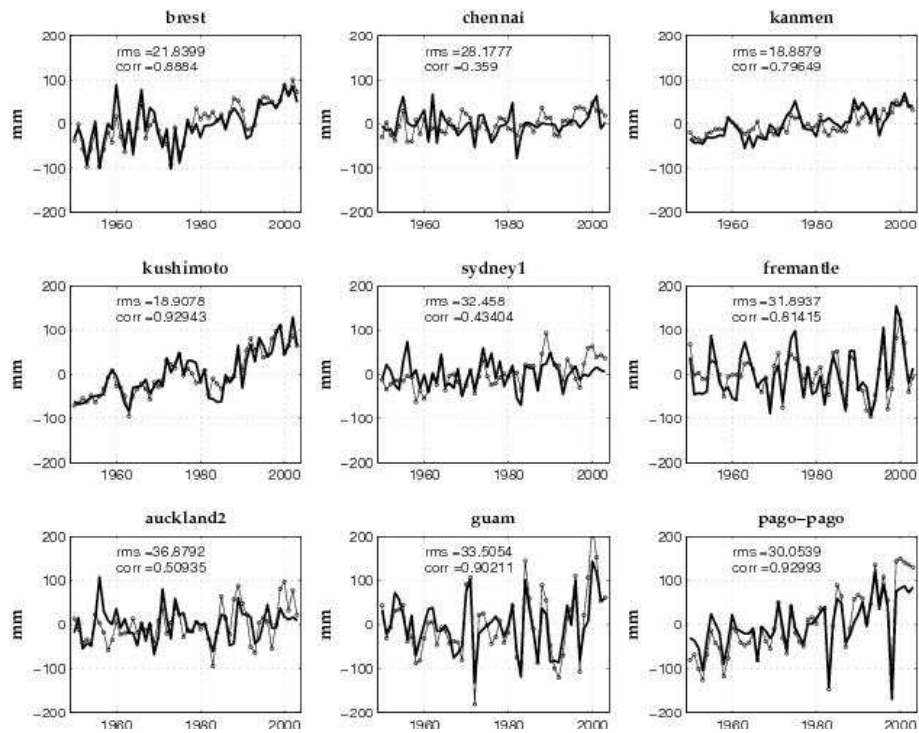 brest
chennai
kanmen
200
100
0
−100
−200
mm
rms =21.8399
corr =0.8884
1960
1980
2000
200
100
0
−100
−200
mm
rms =28.1777
corr =0.359
1960
1980
2000
200
100
0
−100
−200
mm
rms =18.8879
corr =0.79649
1960
1980
2000
kushimoto
sydney1
fremantle
200
100
0
−100
−200
mm
rms =18.9078
corr =0.92943
1960
1980
2000
200
100
0
−100
−200
mm
rms =32.458
corr =0.43404
1960
1980
2000
200
100
0
−100
−200
mm
rms =31.8937
corr =0.81415
1960
1980
2000
auckland2
guam
pago−pago
200
100
0
−100
−200
mm
rms =36.8792
corr =0.50935
1960
1980
2000
200
100
0
−100
−200
mm
rms =33.5054
corr =0.90211
1960
1980
2000
200
100
0
−100
−200
mm
rms =30.0539
corr =0.92993
1960
1980
2000